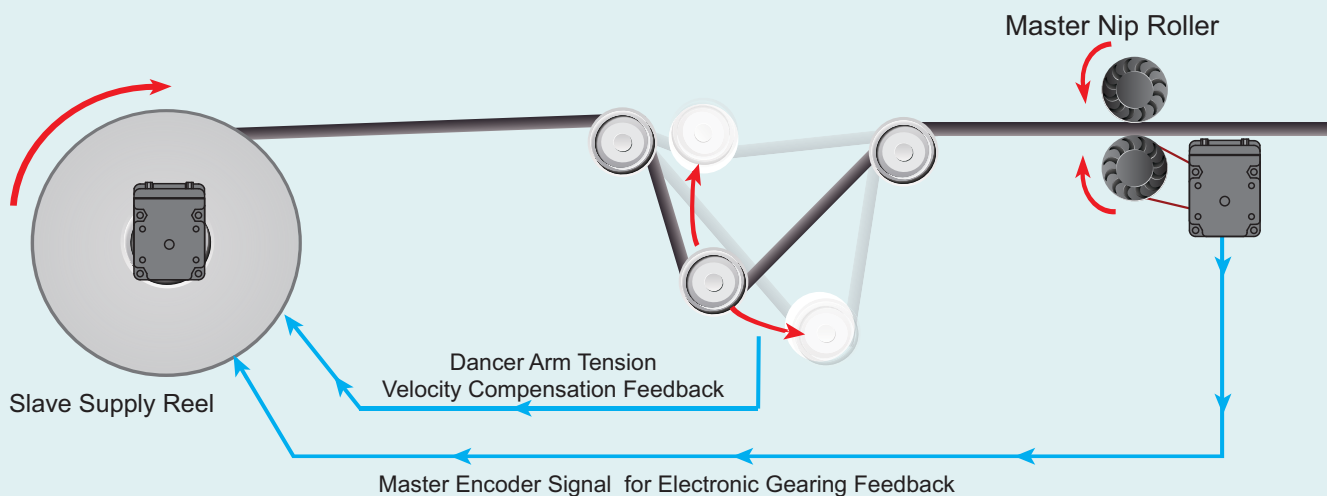 Master Nip Roller
Dancer Arm Tension
Velocity Compensation Feedback
Slave Supply Reel
Master Encoder Signal for Electronic Gearing Feedback